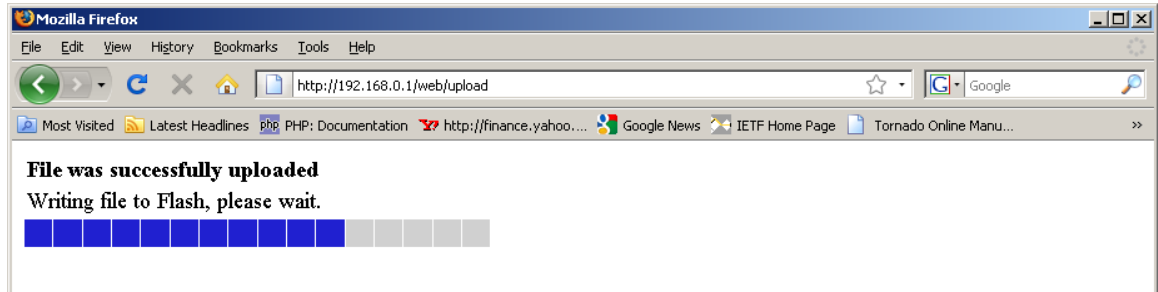 Mozilla Firefox
File Edit View History Bookmarks Tools Help
http://192.168.0.1/web/upload G Google
Most Visited Latest Headlines php PHP: Documentation Y? http://finance.yahoo.... Google News IETF Home Page Tornado Online Manu... »
File was successfully uploaded
Writing file to Flash, please wait.